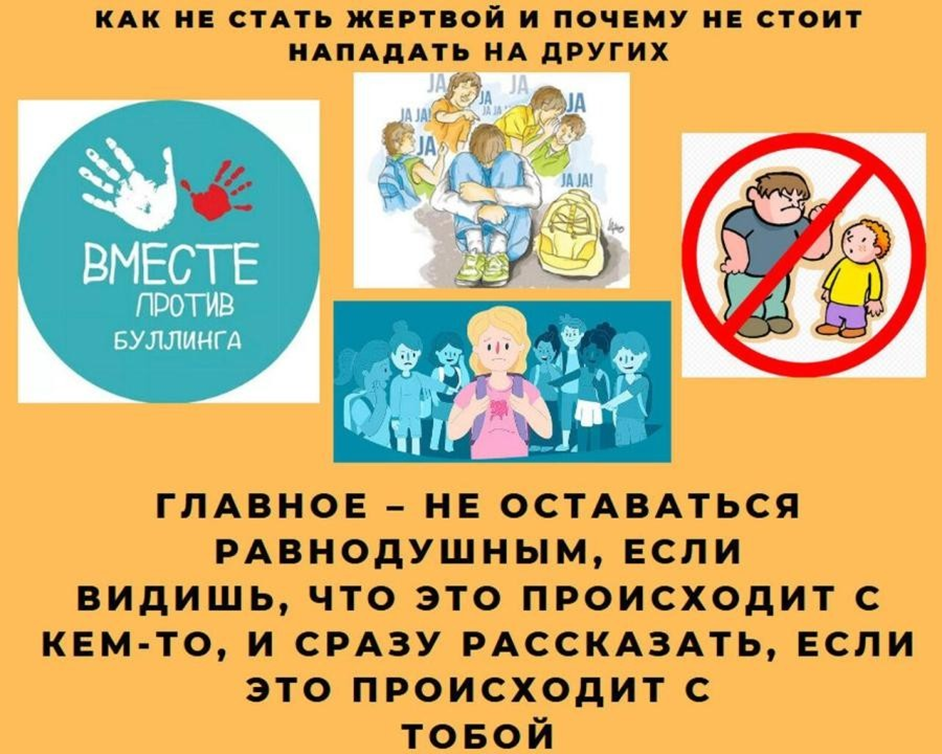 КАК НЕ СТАТЬ ЖЕРТВОЙ И ПОЧЕМУ НЕ СТОИТ
НАПАДАТЬ НА ДРУГИХ
ВМЕСТЕ
ПРОТИВ
БУЛЛИНГА
JA
JA
JA
JA JA!
JA JA
JA
JA
JA JA!
ГЛАВНОЕ – НЕ ОСТАВАТЬСЯ
РАВНОДУШНЫМ, ЕСЛИ
ВИДИШЬ, ЧТО ЭТО ПРОИСХОДИТ С
КЕМ-ТО, И СРАЗУ РАССКАЗАТЬ, ЕСЛИ
ЭТО ПРОИСХОДИТ С
ТОБОЙ